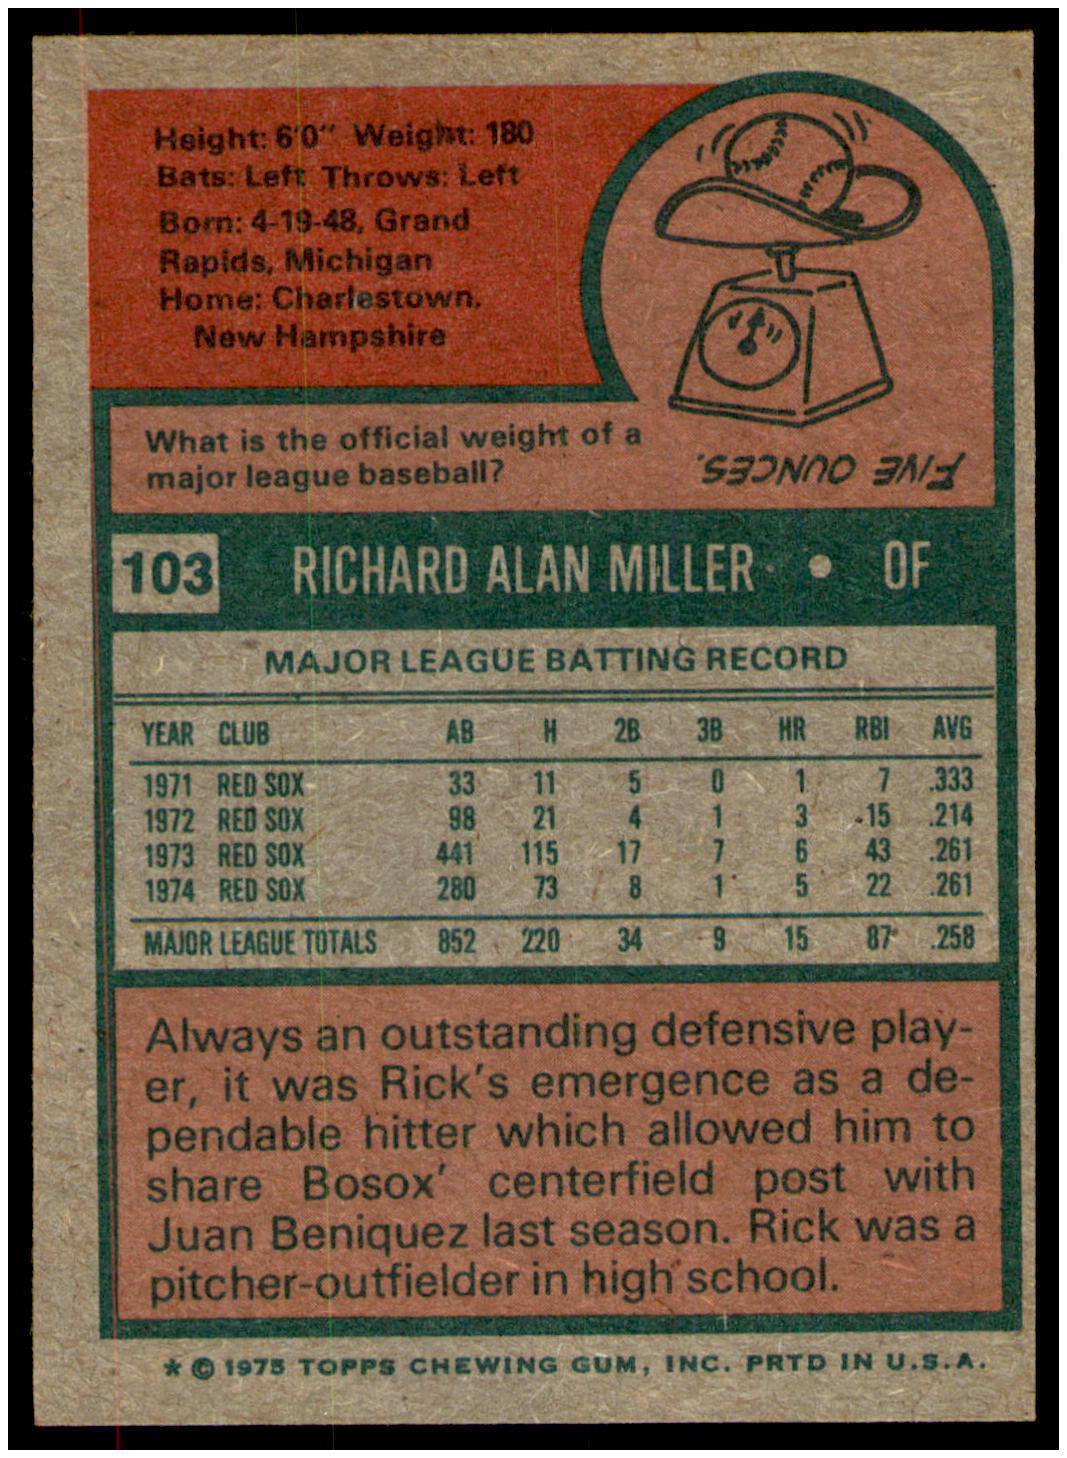 Height: 6'0" Weight: 180
Bats: Left Throws: Left
Born: 4-19-48, Grand
Rapids, Michigan
Home: Charlestown,
New Hampshire
What is the official weight of a
major league baseball?
FIVE OUNCES.
103 RICHARD ALAN MILLER • OF
MAJOR LEAGUE BATTING RECORD
YEAR CLUB AB H 2B 3B HR RBI AVG
1971 RED SOX 33 11 5 0 1 7 .333
1972 RED SOX 98 21 4 1 3 15 .214
1973 RED SOX 441 115 17 7 6 43 .261
1974 RED SOX 280 73 8 1 5 22 .261
MAJOR LEAGUE TOTALS 852 220 34 9 15 87 .258
Always an outstanding defensive play-
er, it was Rick's emergence as a de-
pendable hitter which allowed him to
share Bosox' centerfield post with
Juan Beniquez last season. Rick was a
pitcher-outfielder in high school.
* © 1975 TOPPS CHEWING GUM, INC. PRTD IN U.S.A.